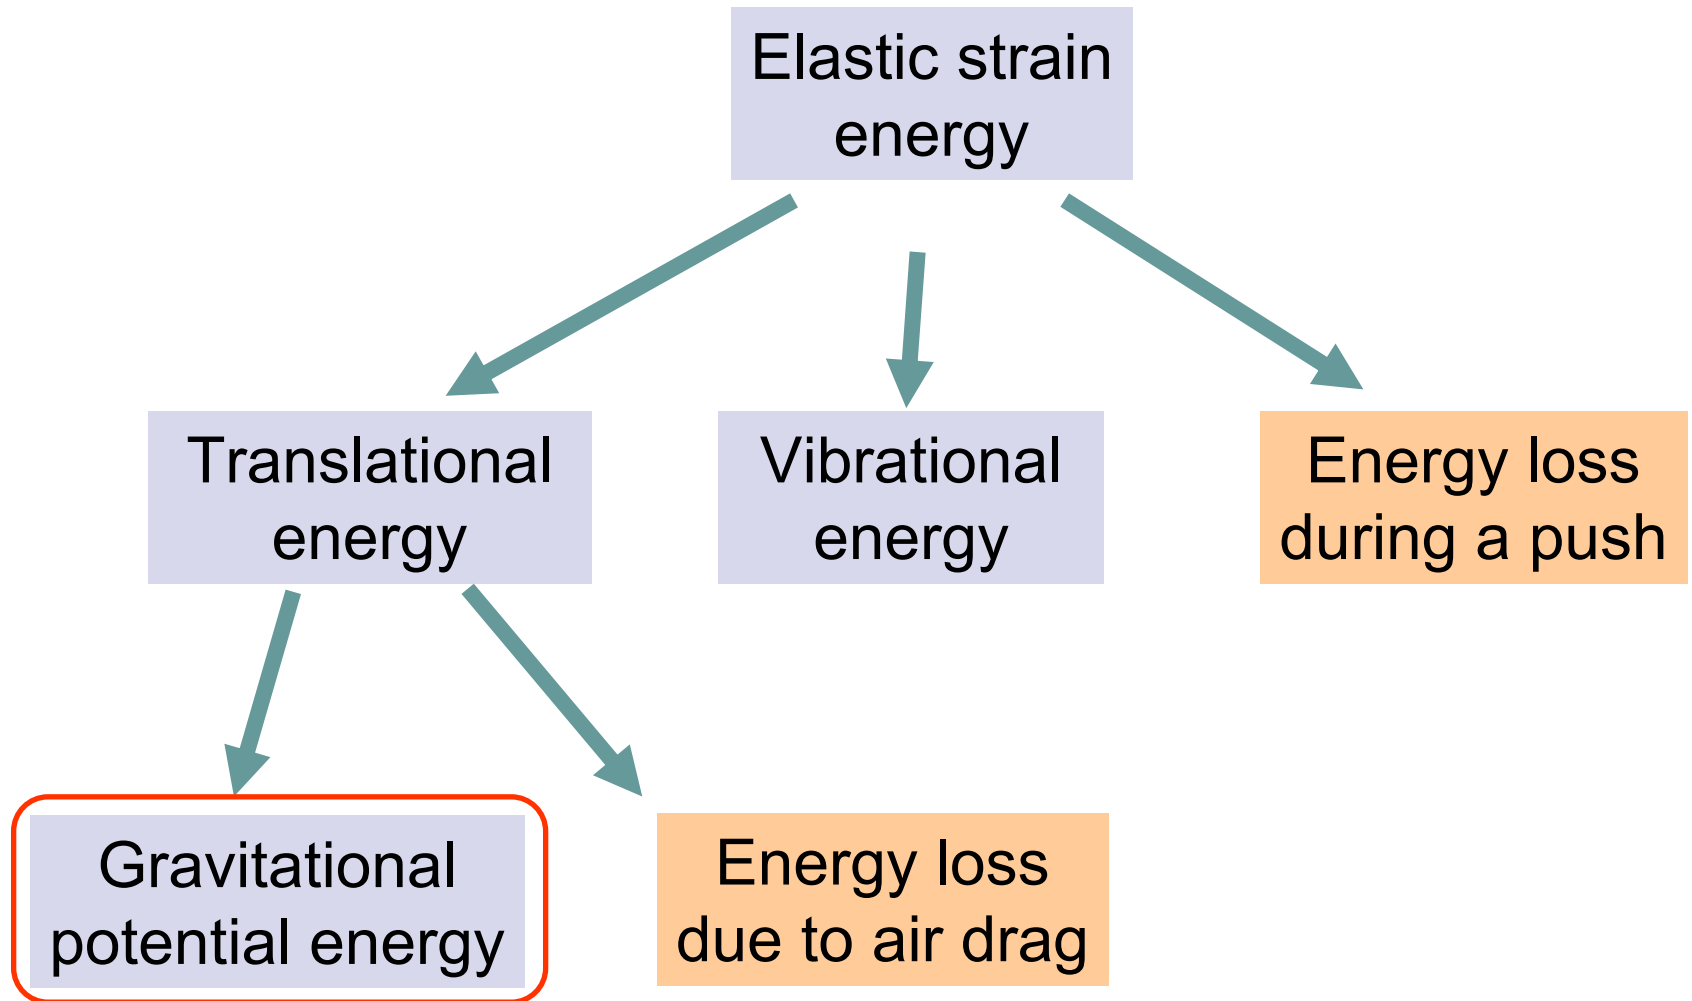 Elastic strain
energy
Translational
energy
Vibrational
energy
Energy loss
during a push
Gravitational
potential energy
Energy loss
due to air drag